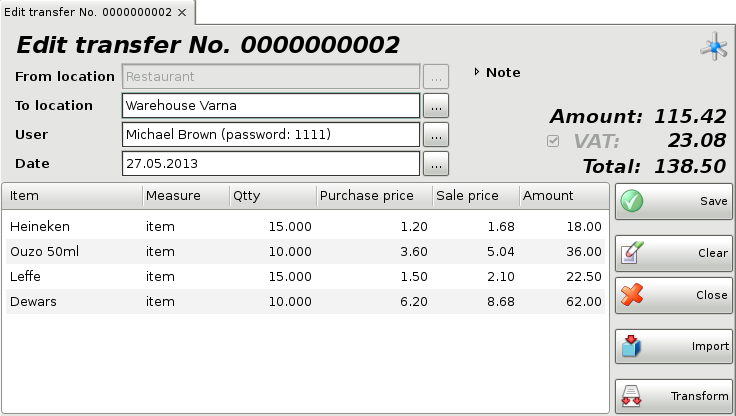 Edit transfer No. 0000000002 ×
Edit transfer No. 0000000002
From location Restaurant ...
Note
To location Warehouse Varna ...
Amount: 115.42
User Michael Brown (password: 1111) ...
VAT: 23.08
Date 27.05.2013 ...
Total: 138.50
Item Measure Qtty Purchase price Sale price Amount
Heineken item 15.000 1.20 1.68 18.00
Ouzo 50ml item 10.000 3.60 5.04 36.00
Leffe item 15.000 1.50 2.10 22.50
Dewars item 10.000 6.20 8.68 62.00
Save
Clear
Close
Import
Transform